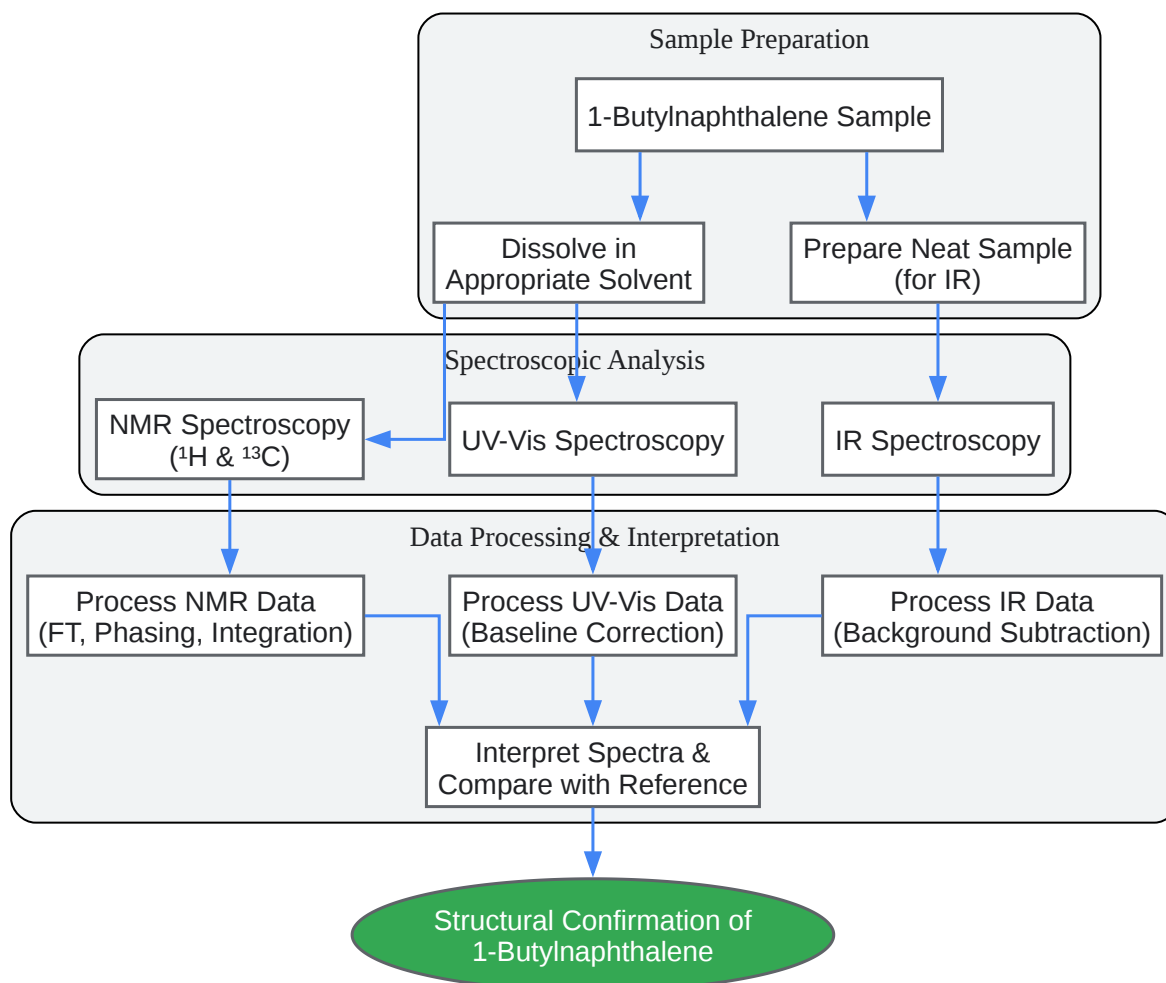 Sample Preparation
1-Butylnaphthalene Sample
Dissolve in
Appropriate Solvent
Prepare Neat Sample
(for IR)
Spectroscopic Analysis
NMR Spectroscopy
(¹H & ¹³C)
UV-Vis Spectroscopy
IR Spectroscopy
Data Processing & Interpretation
Process NMR Data
(FT, Phasing, Integration)
Process UV-Vis Data
(Baseline Correction)
Process IR Data
(Background Subtraction)
Interpret Spectra &
Compare with Reference
Structural Confirmation of
1-Butylnaphthalene